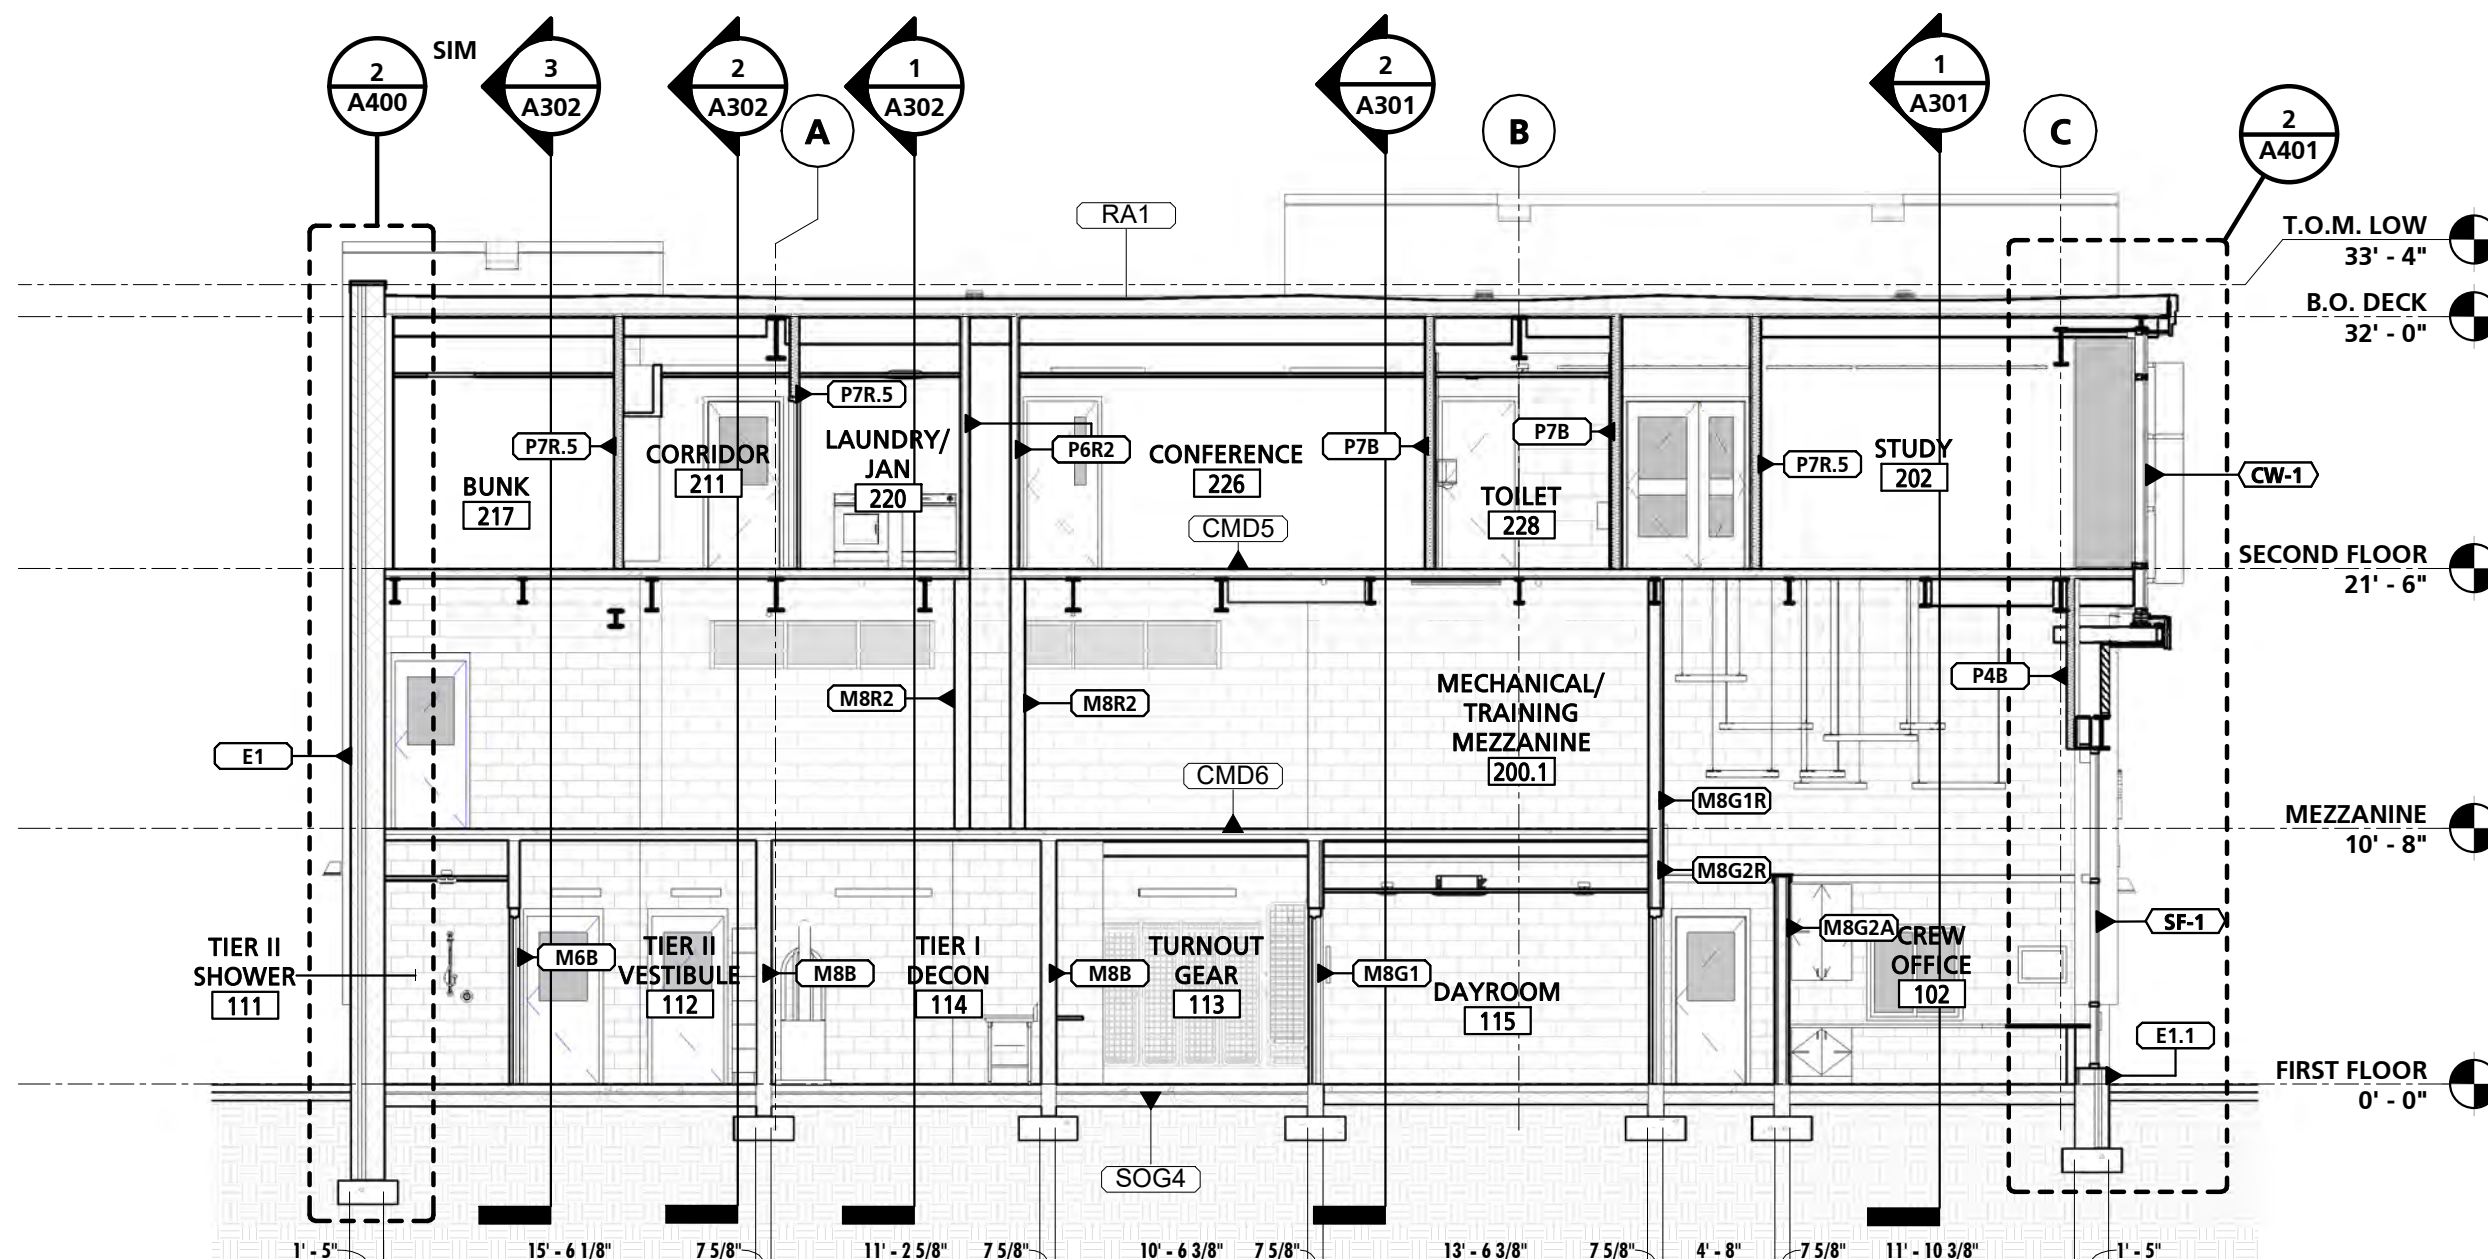 SIM
2
A400
3
A302
2
A302
1
A302
2
A301
1
A301
2
A401
A
B
C
RA1
T.O.M. LOW
33' - 4"
B.O. DECK
32' - 0"
P7R.5
P7R.5
P6R2
P7B
P7B
P7R.5
CW-1
BUNK
217
CORRIDOR
211
LAUNDRY/
JAN
220
CONFERENCE
226
TOILET
228
STUDY
202
CMD5
SECOND FLOOR
21' - 6"
E1
M8R2
M8R2
MECHANICAL/
TRAINING
MEZZANINE
200.1
P4B
CMD6
M8G1R
MEZZANINE
10' - 8"
M8G2R
M8G2A
SF-1
TIER II
SHOWER
111
M6B
TIER II
VESTIBULE
112
M8B
TIER I
DECON
114
M8B
TURNOUT
GEAR
113
M8G1
DAYROOM
115
CREW
OFFICE
102
E1.1
FIRST FLOOR
0' - 0"
SOG4
1' - 5"
15' - 6 1/8"
7 5/8"
11' - 2 5/8"
7 5/8"
10' - 6 3/8"
7 5/8"
13' - 6 3/8"
7 5/8"
4' - 8"
7 5/8"
11' - 10 3/8"
1' - 5"